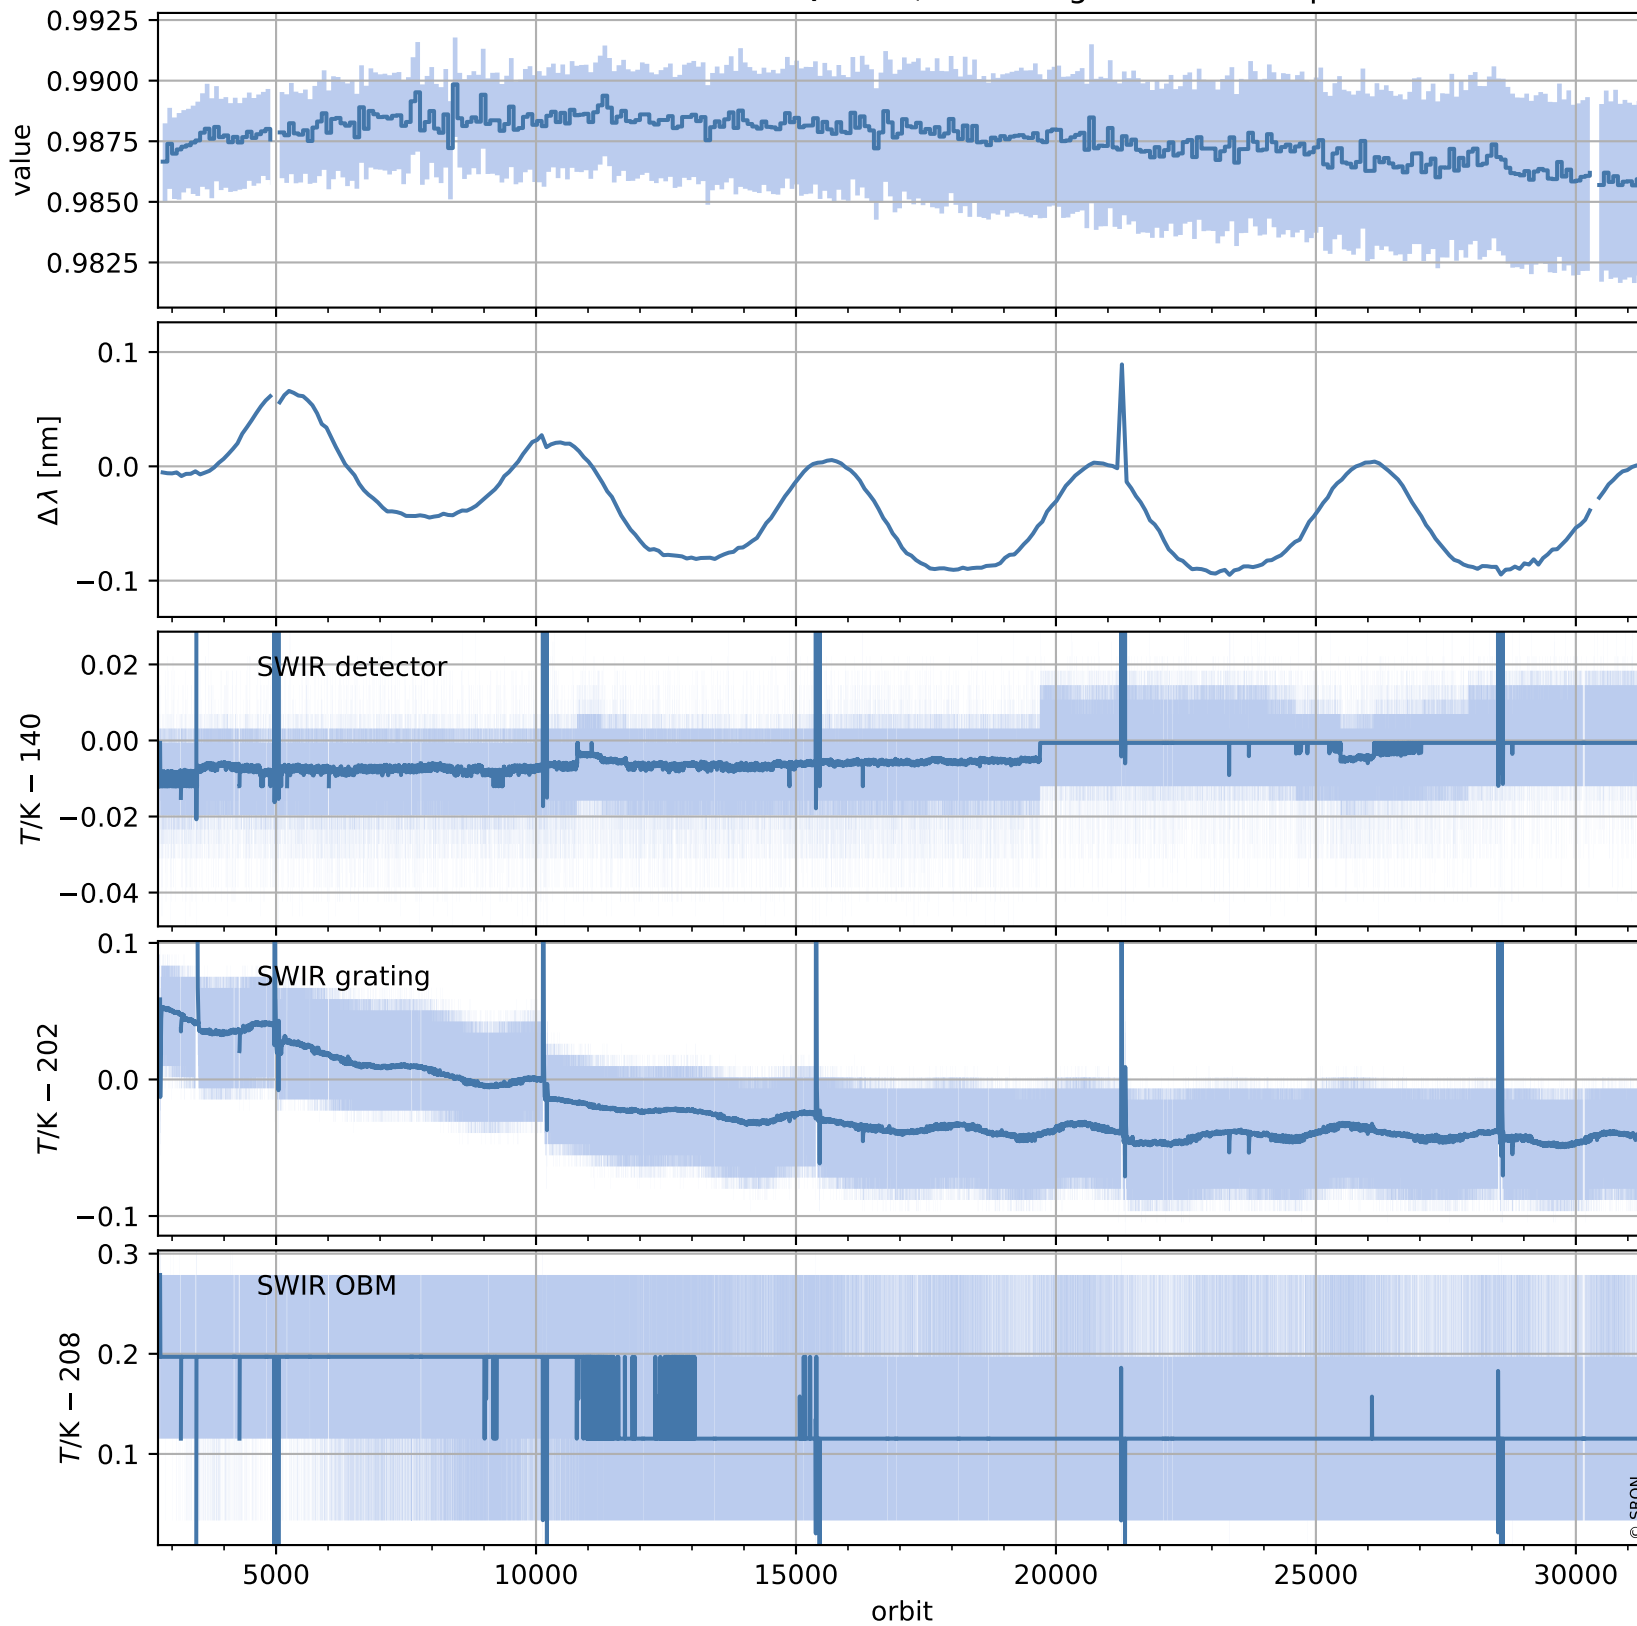 0.9925
0.9900
0.9875
0.9850
0.9825
value
0.1
0.0
−0.1
Δλ [nm]
SWIR detector
0.02
0.00
−0.02
−0.04
T/K − 140
SWIR grating
0.1
0.0
−0.1
T/K − 202
SWIR OBM
0.3
0.2
0.1
T/K − 208
© SRON
5000 10000 15000 20000 25000 30000
orbit